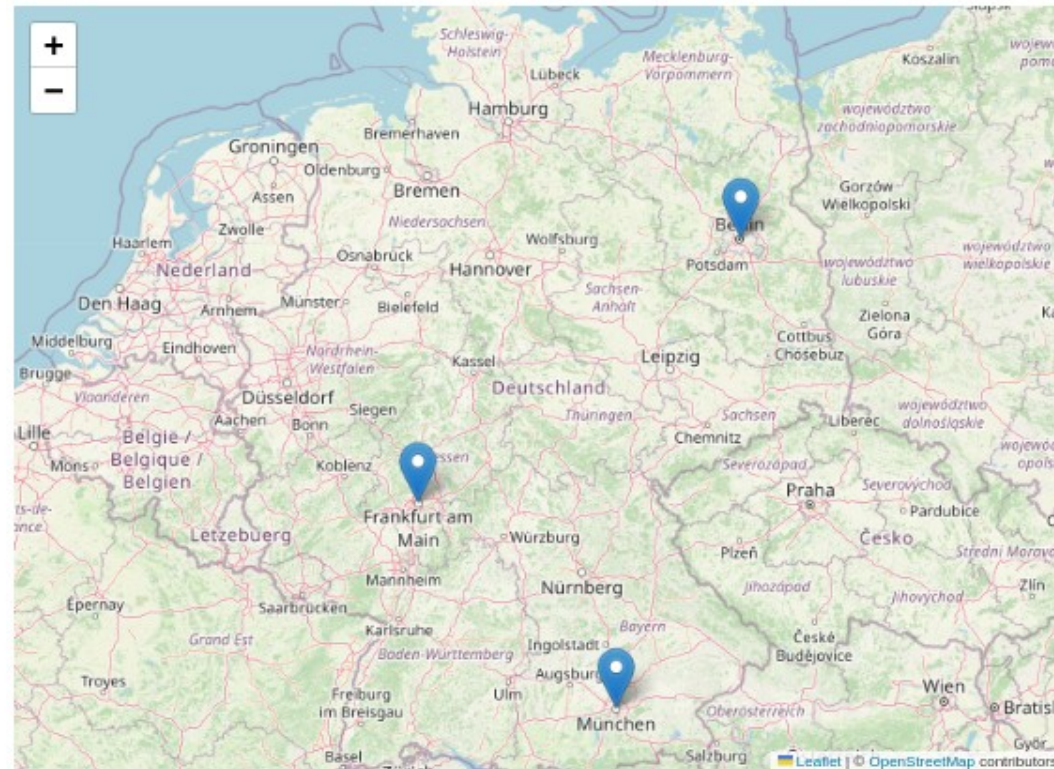 +
−
Schleswig-
Holstein
Mecklenburg-
Vorpommern
Koszalin
Lübeck
Hamburg
województwo
zachodniopomorskie
Bremerhaven
Groningen
Oldenburg
Assen
Bremen
Gorzów
Wielkopolski
Zwolle
Niedersachsen
Wolfsburg
Haarlem
Nederland
Osnabrück
Hannover
Potsdam
województwo
lubuskie
województwo
wielkopolskie
Sachsen-
Anhalt
Den Haag
Arnhem
Münster
Bielefeld
Zielona
Góra
Middelburg
Eindhoven
Cottbus
Chóśebuz
Brugge
Nordrhein-
Westfalen
Kassel
Leipzig
Deutschland
Vlaanderen
Düsseldorf
Siegen
Thüringen
Sachsen
województwo
dolnośląskie
Aachen
Bonn
Liberec
Lille
België /
Belgique /
Belgien
Chemnitz
Mons
Koblenz
Severozápad
Praha
Severovýchod
Pardubice
Frankfurt am
Main
Letzebuerg
Würzburg
Česko
Plzeň
Střední Morava
Mannheim
Nürnberg
Jihozápad
Jihovýchod
Zlín
Épernay
Saarbrücken
Grand Est
Karlsruhe
Baden-Württemberg
Bayern
Ingolstadt
České
Budějovice
Augsburg
Troyes
Ulm
Freiburg
im Breisgau
München
Oberösterreich
Wien
Basel
Salzburg
Győr
Leaflet | © OpenStreetMap contributors